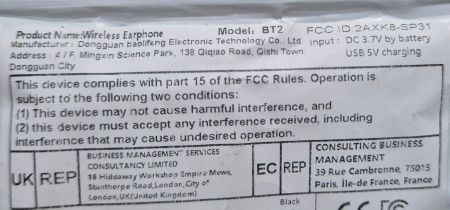 Product Name:Wireless Earphone Model: BT2 FCC ID:2AXK8-SP31
Manufacturer: Dongguan baolifeng Electronic Technology Co., Ltd Input: DC 3.7V by battery
Address: 4 / F, Mingxin Science Park, 138 Qiqiao Road, Qishi Town, USB 5V charging
Dongguan City
This device complies with part 15 of the FCC Rules. Operation is
subject to the following two conditions:
(1) This device may not cause harmful interference, and
(2) this device must accept any interference received, including
interference that may cause undesired operation.
UK REP
BUSINESS MANAGEMENT SERVICES
CONSULTANCY LIMITED
18 Hideaway Workshop Empire Mews,
Stanthorpe Road,London,City of
London,UK(United Kingdom)
EC REP
CONSULTING BUSINESS
MANAGEMENT
39 Rue Cambronne, 75015
Paris, Île-de France, France
Black